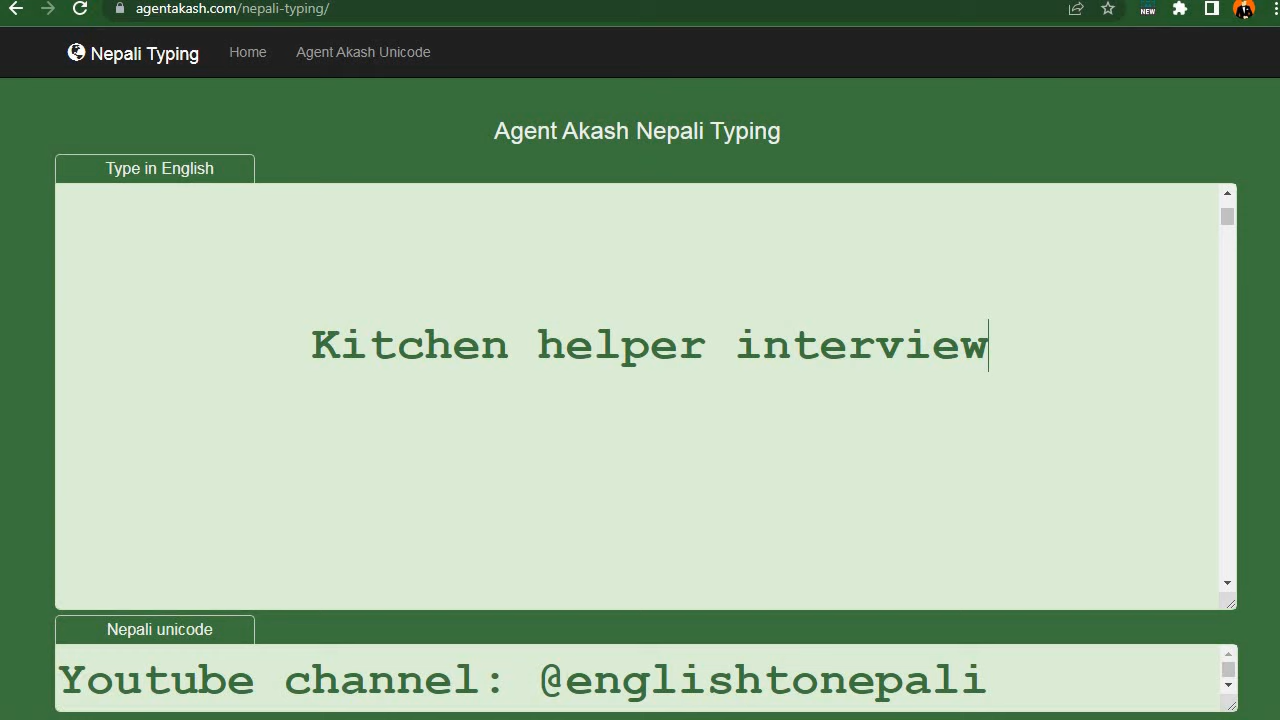 agentakash.com/nepali-typing/
NEW
Nepali Typing Home Agent Akash Unicode
Agent Akash Nepali Typing
Type in English
Kitchen helper interview
Nepali unicode
Youtube channel: @englishtonepali